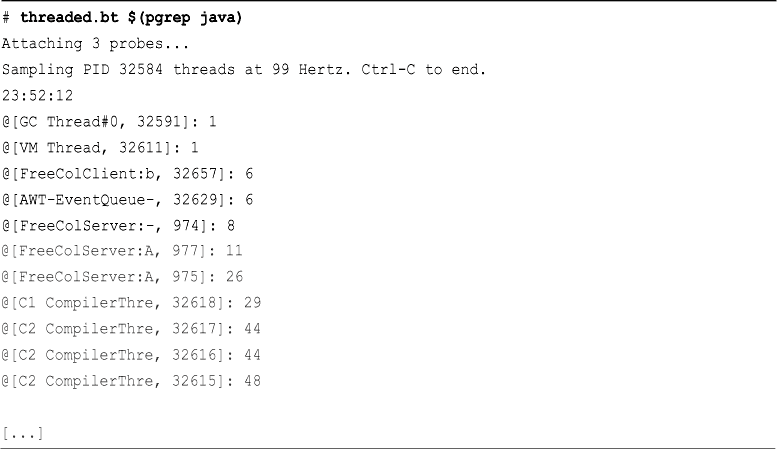 # threaded.bt $(pgrep java)
Attaching 3 probes...
Sampling PID 32584 threads at 99 Hertz. Ctrl-C to end.
23:52:12
@[GC Thread#0, 32591]: 1
@[VM Thread, 32611]: 1
@[FreeColClient:b, 32657]: 6
@[AWT-EventQueue-, 32629]: 6
@[FreeColServer:-, 974]: 8
@[FreeColServer:A, 977]: 11
@[FreeColServer:A, 975]: 26
@[C1 CompilerThre, 32618]: 29
@[C2 CompilerThre, 32617]: 44
@[C2 CompilerThre, 32616]: 44
@[C2 CompilerThre, 32615]: 48
[...]